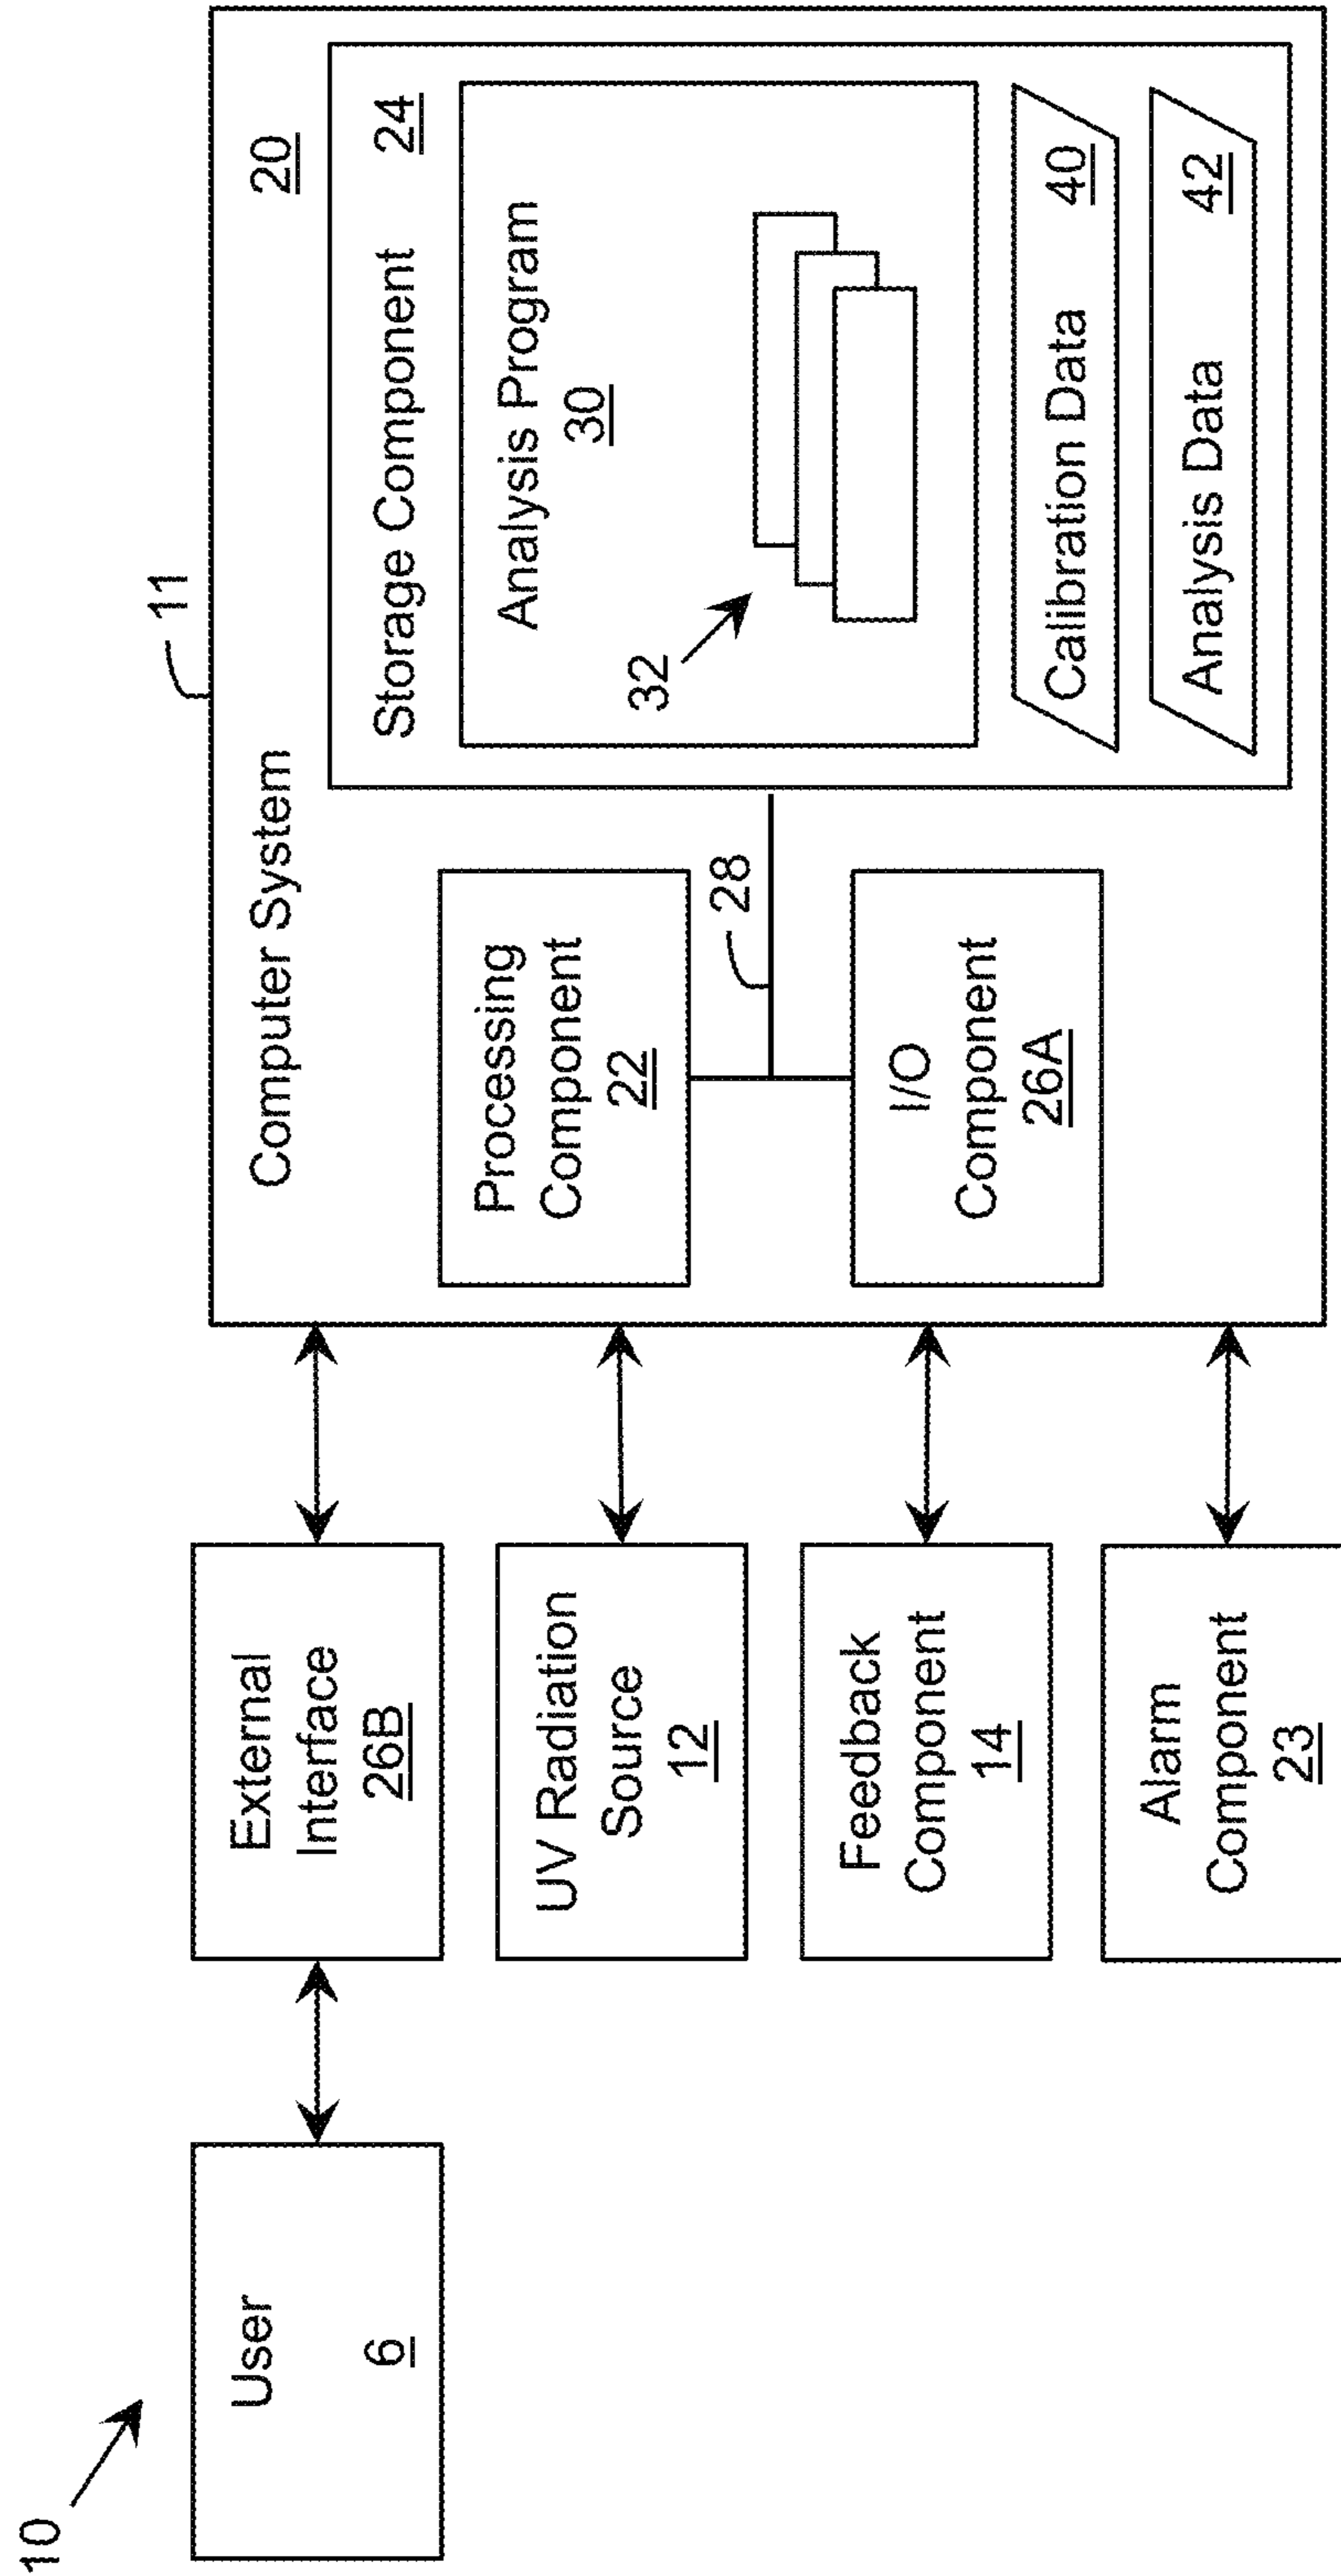 10
User
6
External
Interface
26B
UV Radiation
Source
12
Feedback
Component
14
Alarm
Component
23
11
Computer System
20
Processing
Component
22
28
I/O
Component
26A
Storage Component
24
Analysis Program
30
32
Calibration Data
40
Analysis Data
42